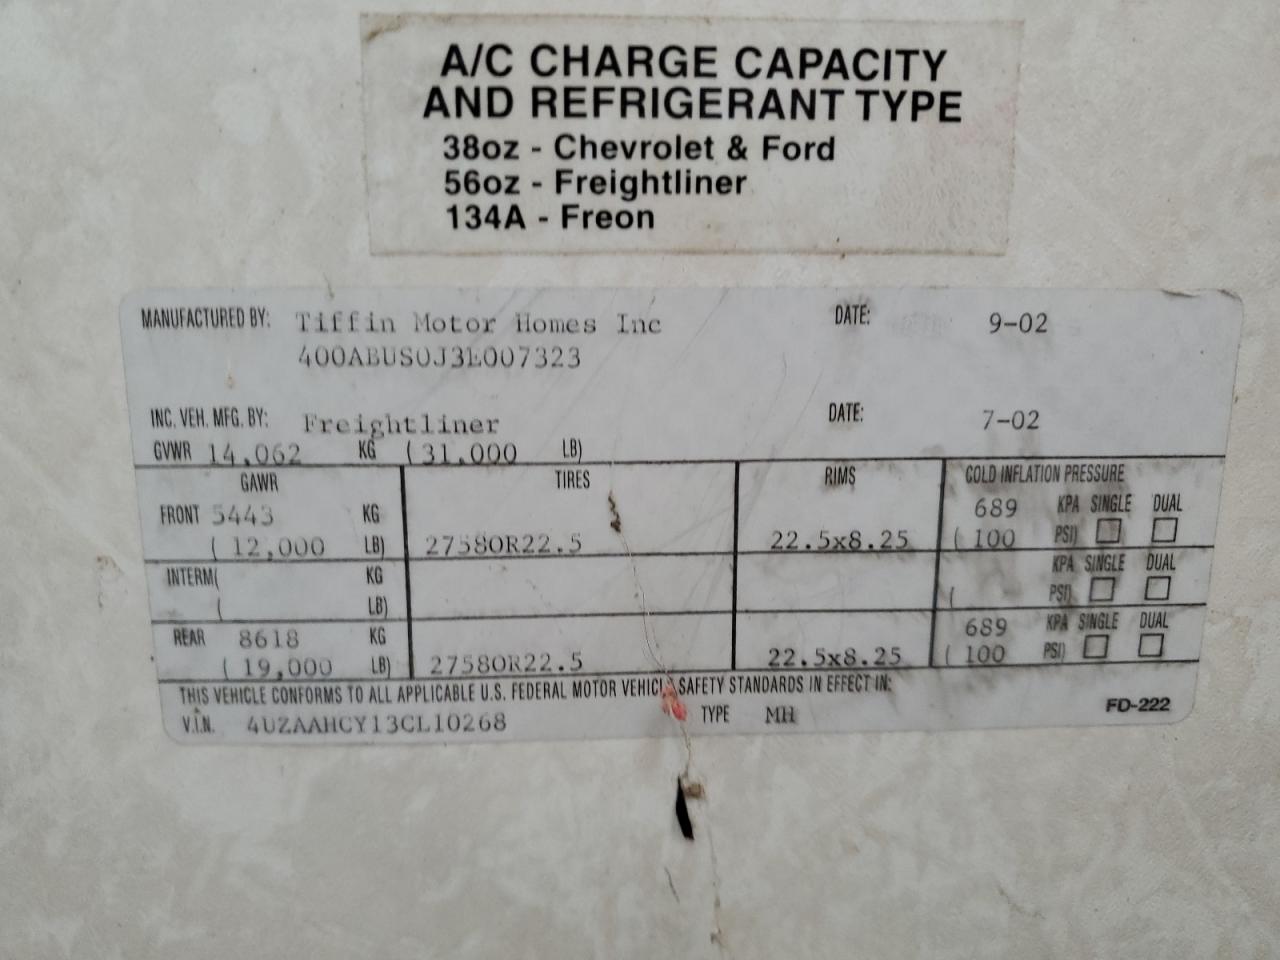 A/C CHARGE CAPACITY
AND REFRIGERANT TYPE
38oz - Chevrolet & Ford
56oz - Freightliner
134A - Freon
MANUFACTURED BY: Tiffin Motor Homes Inc DATE: 9-02
400ABUS0J3E007323
INC. VEH. MFG. BY: Freightliner DATE: 7-02
GVWR 14,062 KG (31,000 LB)
GAWR TIRES RIMS COLD INFLATION PRESSURE
FRONT 5443 KG 689 KPA SINGLE DUAL
(12,000 LB) 27580R22.5 22.5x8.25 (100 PSI)
INTERM( KG KPA SINGLE DUAL
( LB) ( PSI)
REAR 8618 KG 689 KPA SINGLE DUAL
(19,000 LB) 27580R22.5 22.5x8.25 (100 PSI)
THIS VEHICLE CONFORMS TO ALL APPLICABLE U.S. FEDERAL MOTOR VEHICLE SAFETY STANDARDS IN EFFECT IN:
V.I.N. 4UZAAHCY13CL10268 TYPE MH FD-222